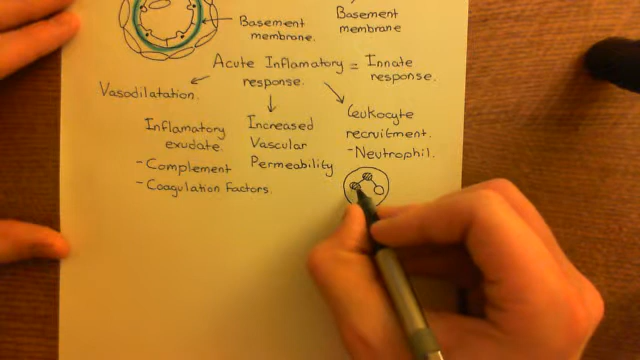 Basement
membrane.
Basement
membrane
Acute Inflamatory = Innate
response. response.
Vasodilatation.
Inflamatory
exudate.
- Complement
- Coagulation Factors.
Increased
Vascular
Permeability
Leukocyte
recruitment.
- Neutrophil.